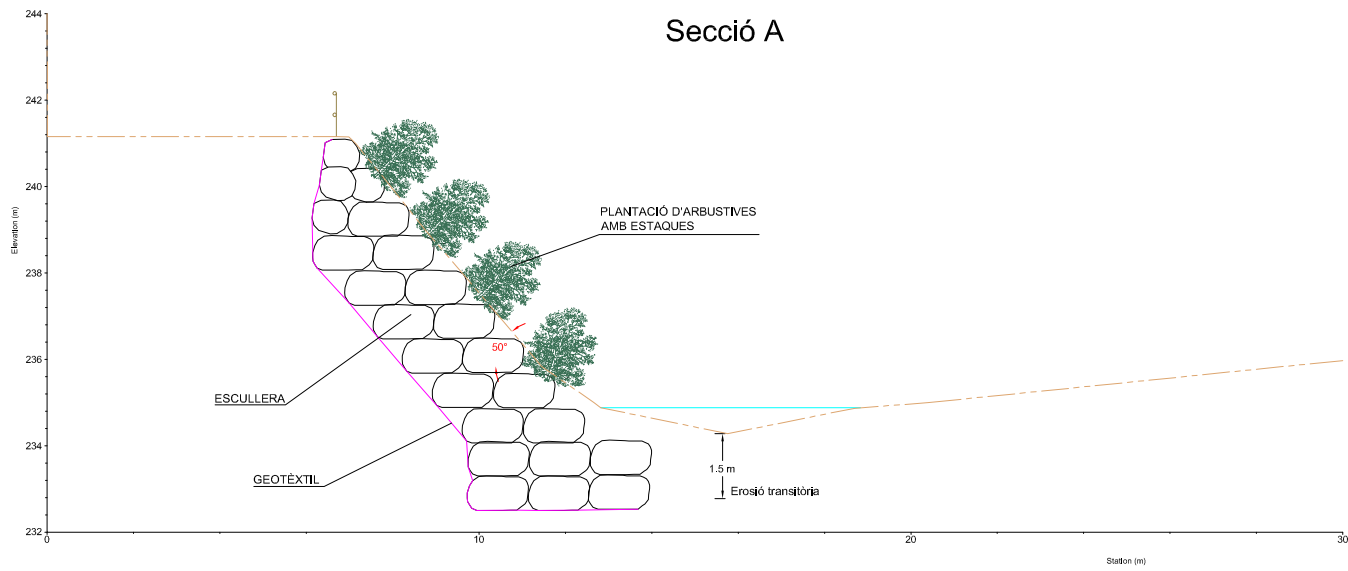 Secció A
244
242
240
238
236
234
232
Elevation (m)
PLANTACIÓ D'ARBUSTIVES
AMB ESTAQUES
50°
ESCULLERA
GEOTÈXTIL
1.5 m
Erosió transitòria
0
10
20
30
Station (m)